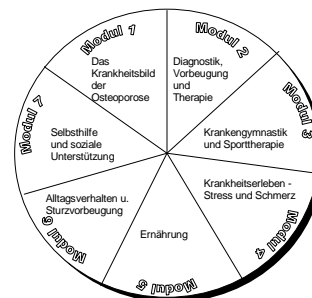 Modul 1
Das
Krankheitsbild
der
Osteoporose
Modul 2
Diagnostik,
Vorbeugung
und
Therapie
Modul 3
Krankengymnastik
und Sporttherapie
Modul 4
Krankheitserleben -
Stress und Schmerz
Modul 5
Ernährung
Modul 6
Alltagsverhalten u.
Sturzvorbeugung
Modul 7
Selbsthilfe
und soziale
Unterstützung